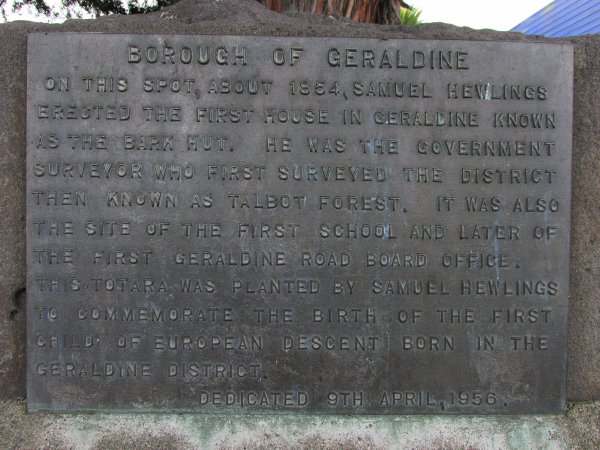 BOROUGH OF GERALDINE
ON THIS SPOT, ABOUT 1854, SAMUEL HEWLINGS
ERECTED THE FIRST HOUSE IN GERALDINE KNOWN
AS THE BARK HUT. HE WAS THE GOVERNMENT
SURVEYOR WHO FIRST SURVEYED THE DISTRICT
THEN KNOWN AS TALBOT FOREST. IT WAS ALSO
THE SITE OF THE FIRST SCHOOL AND LATER OF
THE FIRST GERALDINE ROAD BOARD OFFICE.
THIS TOTARA WAS PLANTED BY SAMUEL HEWLINGS
TO COMMEMORATE THE BIRTH OF THE FIRST
CHILD OF EUROPEAN DESCENT BORN IN THE
GERALDINE DISTRICT.
DEDICATED 9TH APRIL, 1956.